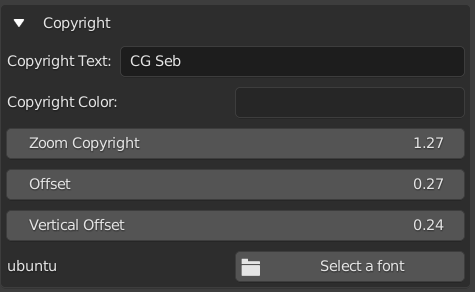 Copyright
Copyright Text: CG Seb
Copyright Color:
Zoom Copyright 1.27
Offset 0.27
Vertical Offset 0.24
ubuntu Select a font